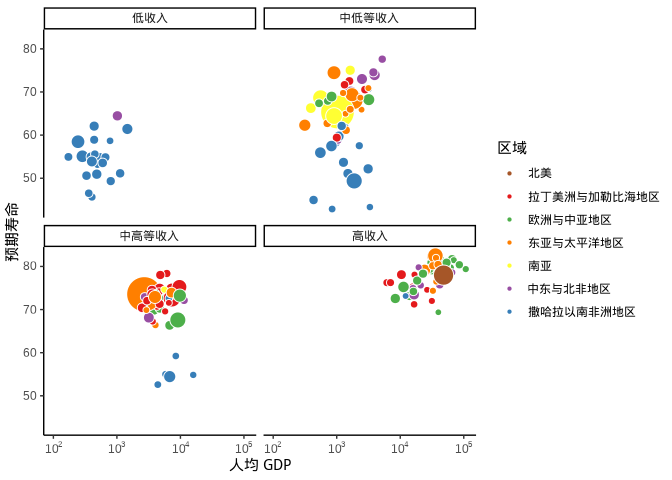 低收入
中低等收入
80
70
60
50
中高等收入
高收入
80
70
60
50
10² 10³ 10⁴ 10⁵
10² 10³ 10⁴ 10⁵
人均 GDP
预期寿命
区域
北美
拉丁美洲与加勒比海地区
欧洲与中亚地区
东亚与太平洋地区
南亚
中东与北非地区
撒哈拉以南非洲地区